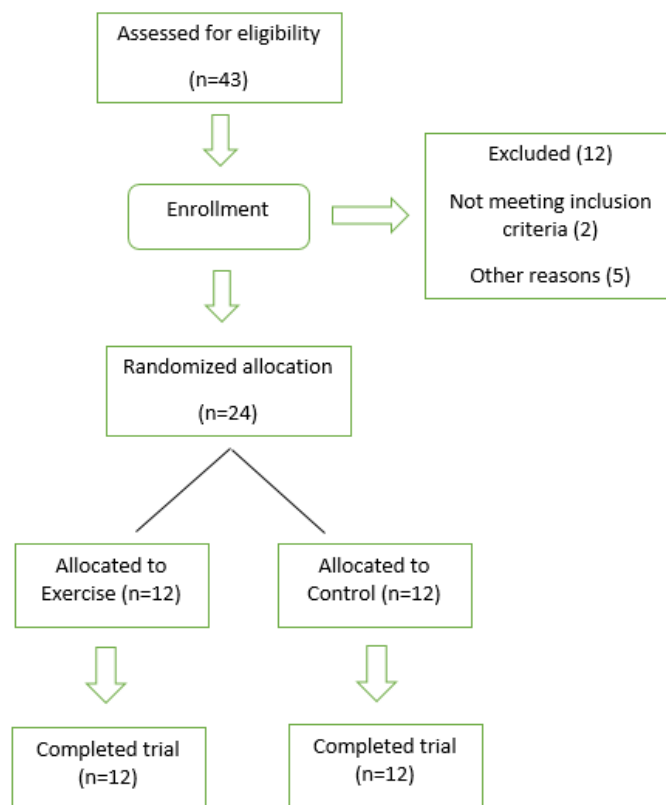 Assessed for eligibility
(n=43)
Enrollment
Excluded (12)
Not meeting inclusion
criteria (2)
Other reasons (5)
Randomized allocation
(n=24)
Allocated to
Exercise (n=12)
Allocated to
Control (n=12)
Completed trial
(n=12)
Completed trial
(n=12)